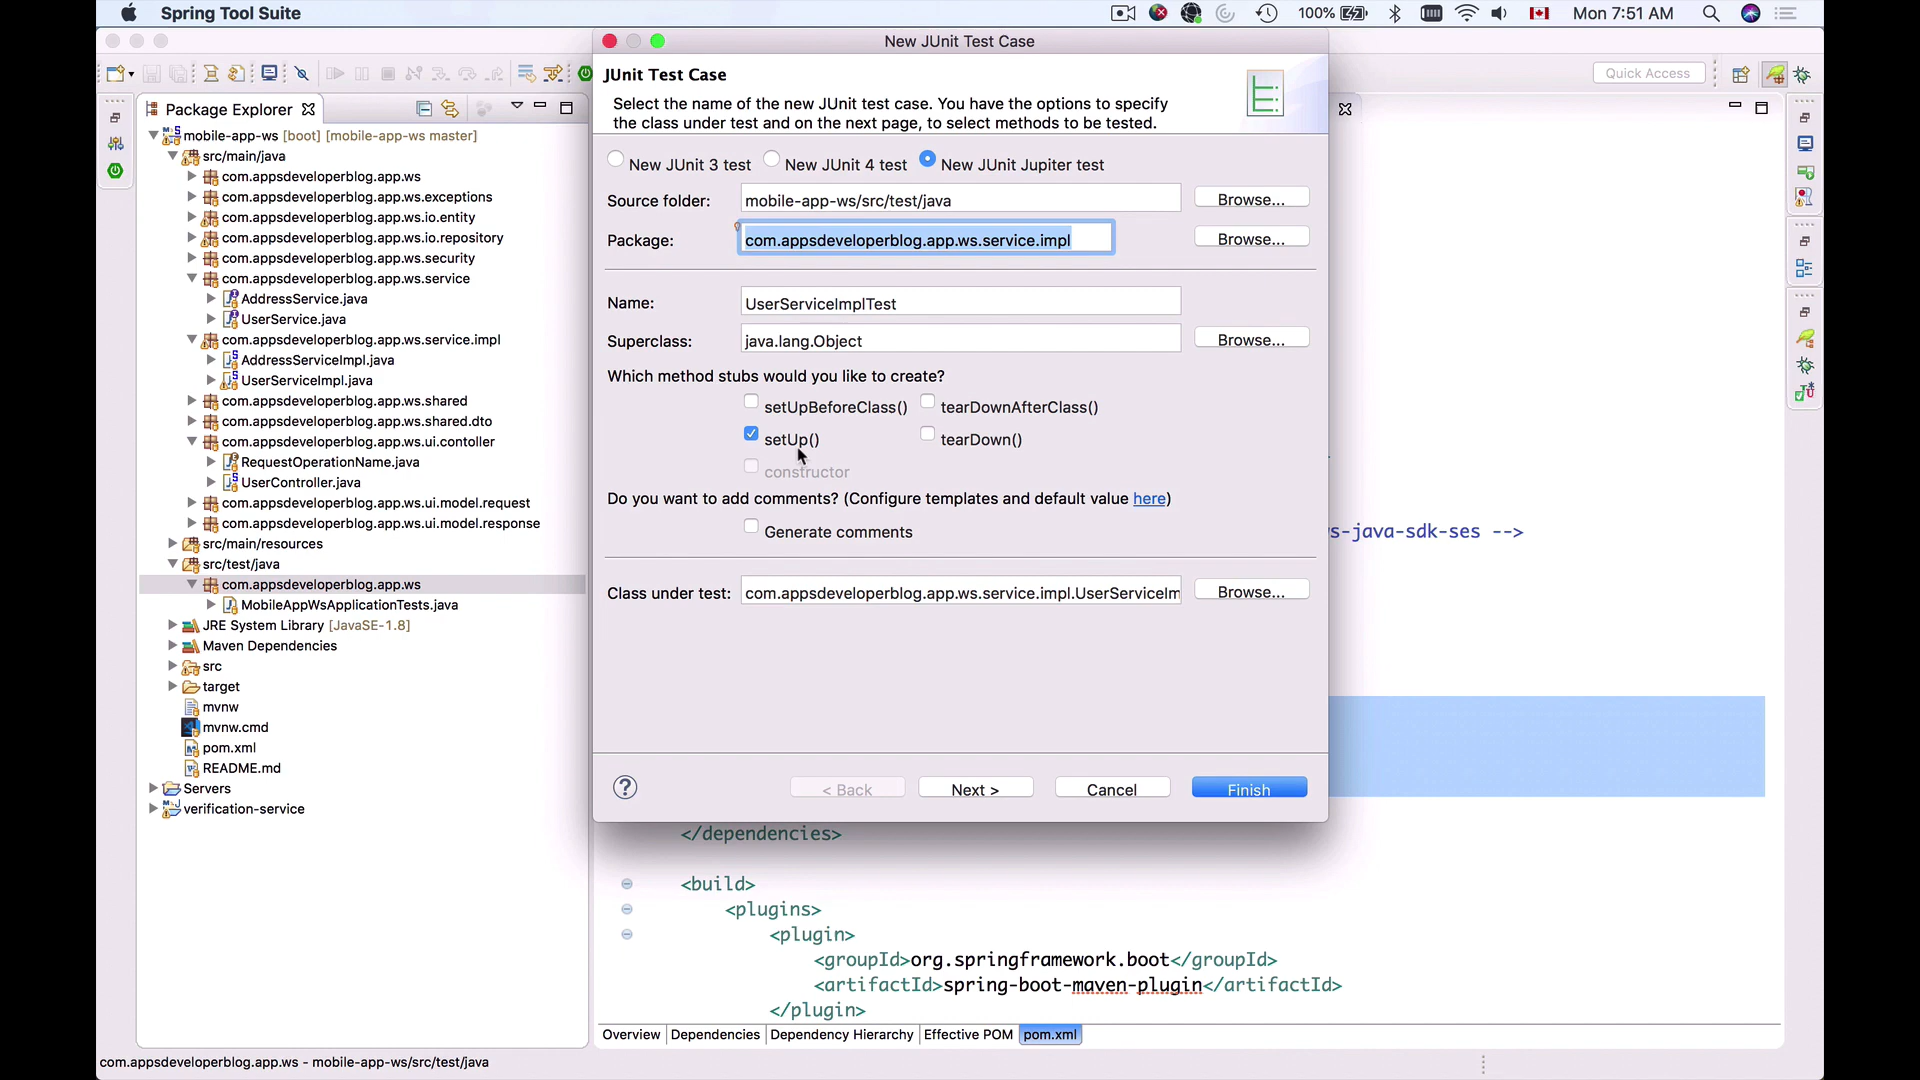 Spring Tool Suite
100%
Mon 7:51 AM
New JUnit Test Case
Quick Access
Package Explorer
mobile-app-ws [boot] [mobile-app-ws master]
src/main/java
com.appsdeveloperblog.app.ws
com.appsdeveloperblog.app.ws.exceptions
com.appsdeveloperblog.app.ws.io.entity
com.appsdeveloperblog.app.ws.io.repository
com.appsdeveloperblog.app.ws.security
com.appsdeveloperblog.app.ws.service
AddressService.java
UserService.java
com.appsdeveloperblog.app.ws.service.impl
AddressServiceImpl.java
UserServiceImpl.java
com.appsdeveloperblog.app.ws.shared
com.appsdeveloperblog.app.ws.shared.dto
com.appsdeveloperblog.app.ws.ui.contoller
RequestOperationName.java
UserController.java
com.appsdeveloperblog.app.ws.ui.model.request
com.appsdeveloperblog.app.ws.ui.model.response
src/main/resources
src/test/java
com.appsdeveloperblog.app.ws
MobileAppWsApplicationTests.java
JRE System Library [JavaSE-1.8]
Maven Dependencies
src
target
mvnw
mvnw.cmd
pom.xml
README.md
Servers
verification-service
JUnit Test Case
Select the name of the new JUnit test case. You have the options to specify
the class under test and on the next page, to select methods to be tested.
New JUnit 3 test
New JUnit 4 test
New JUnit Jupiter test
Source folder:
mobile-app-ws/src/test/java
Browse...
Package:
com.appsdeveloperblog.app.ws.service.impl
Browse...
Name:
UserServiceImplTest
Superclass:
java.lang.Object
Browse...
Which method stubs would you like to create?
setUpBeforeClass()
tearDownAfterClass()
setUp()
tearDown()
constructor
Do you want to add comments? (Configure templates and default value here)
Generate comments
Class under test:
com.appsdeveloperblog.app.ws.service.impl.UserServiceIm
Browse...
?
< Back
Next >
Cancel
Finish
s-java-sdk-ses -->
</dependencies>
<build>
<plugins>
<plugin>
<groupId>org.springframework.boot</groupId>
<artifactId>spring-boot-maven-plugin</artifactId>
</plugin>
Overview
Dependencies
Dependency Hierarchy
Effective POM
pom.xml
com.appsdeveloperblog.app.ws - mobile-app-ws/src/test/java